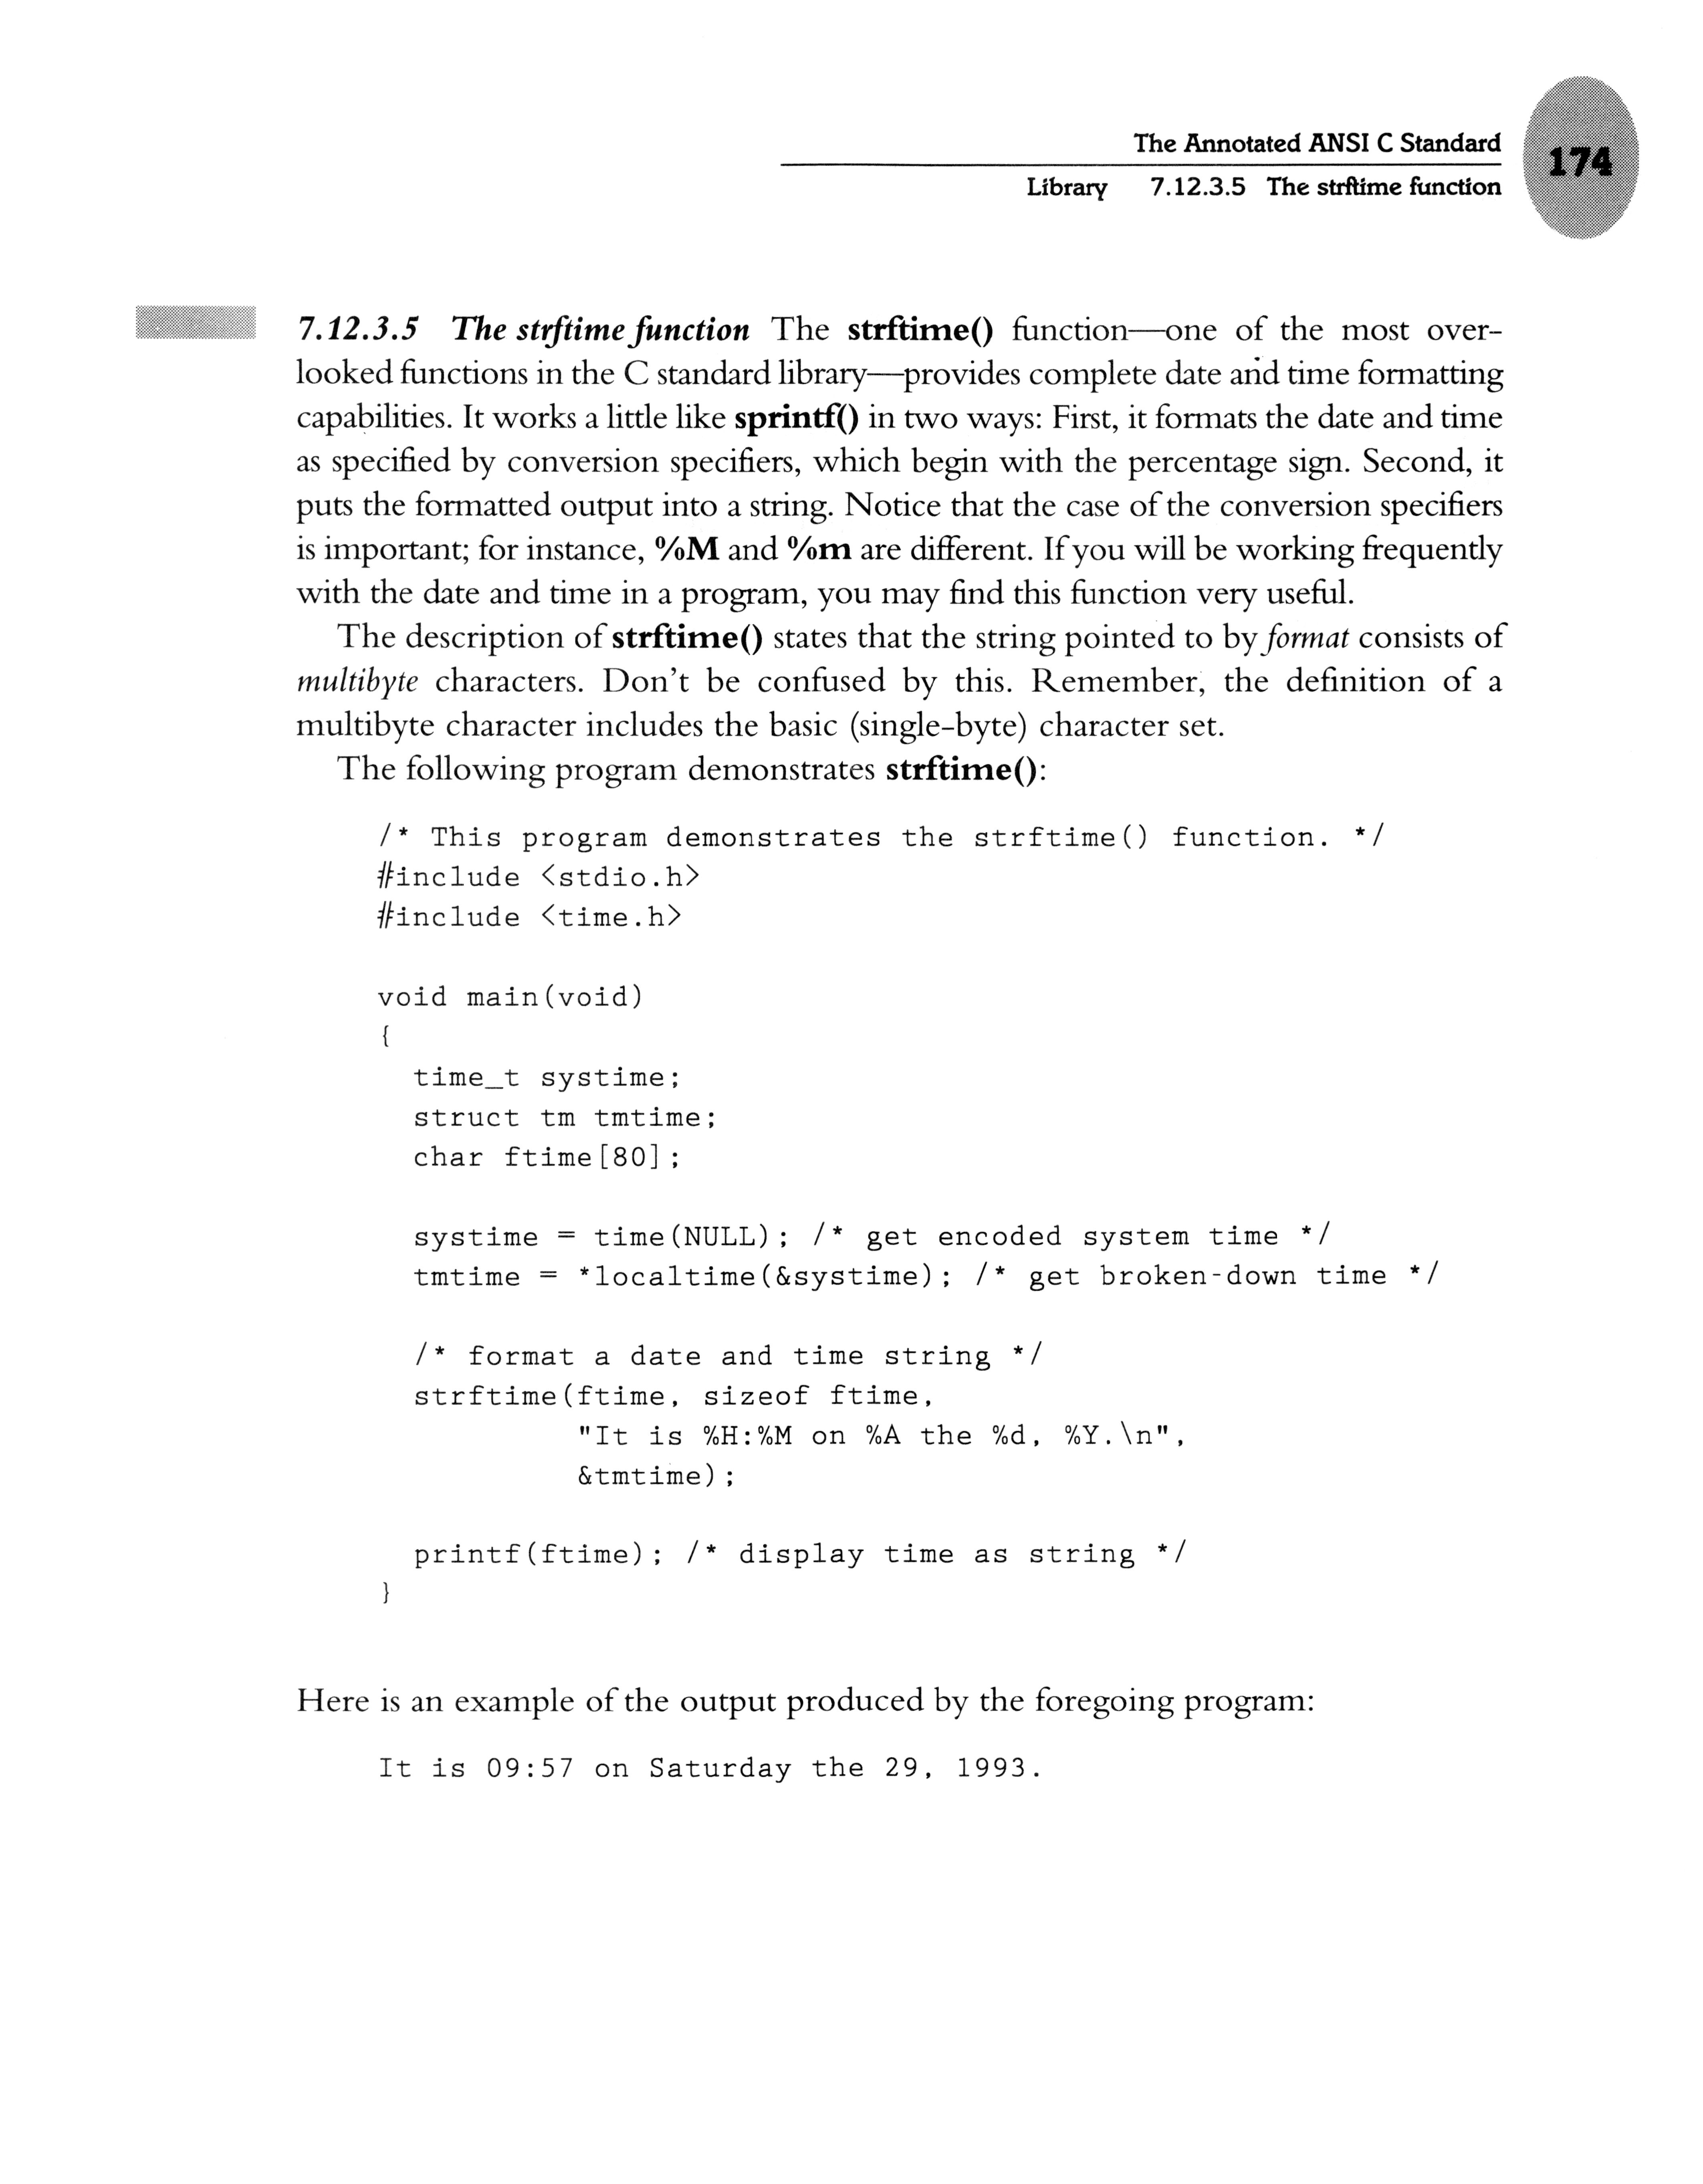 The Annotated ANSI C Standard
174
Library 7.12.3.5 The strftime function
7.12.3.5 The strftime function The strftime() function—one of the most over-
looked functions in the C standard library—provides complete date and time formatting
capabilities. It works a little like sprintf() in two ways: First, it formats the date and time
as specified by conversion specifiers, which begin with the percentage sign. Second, it
puts the formatted output into a string. Notice that the case of the conversion specifiers
is important; for instance, %M and %m are different. If you will be working frequently
with the date and time in a program, you may find this function very useful.
The description of strftime() states that the string pointed to by format consists of
multibyte characters. Don't be confused by this. Remember, the definition of a
multibyte character includes the basic (single-byte) character set.
The following program demonstrates strftime():
/* This program demonstrates the strftime() function. */
#include <stdio.h>
#include <time.h>
void main(void)
{
time_t systime;
struct tm tmtime;
char ftime[80];
systime = time(NULL); /* get encoded system time */
tmtime = *localtime(&systime); /* get broken-down time */
/* format a date and time string */
strftime(ftime, sizeof ftime,
"It is %H:%M on %A the %d, %Y.\n",
&tmtime);
printf(ftime); /* display time as string */
}
Here is an example of the output produced by the foregoing program:
It is 09:57 on Saturday the 29, 1993.